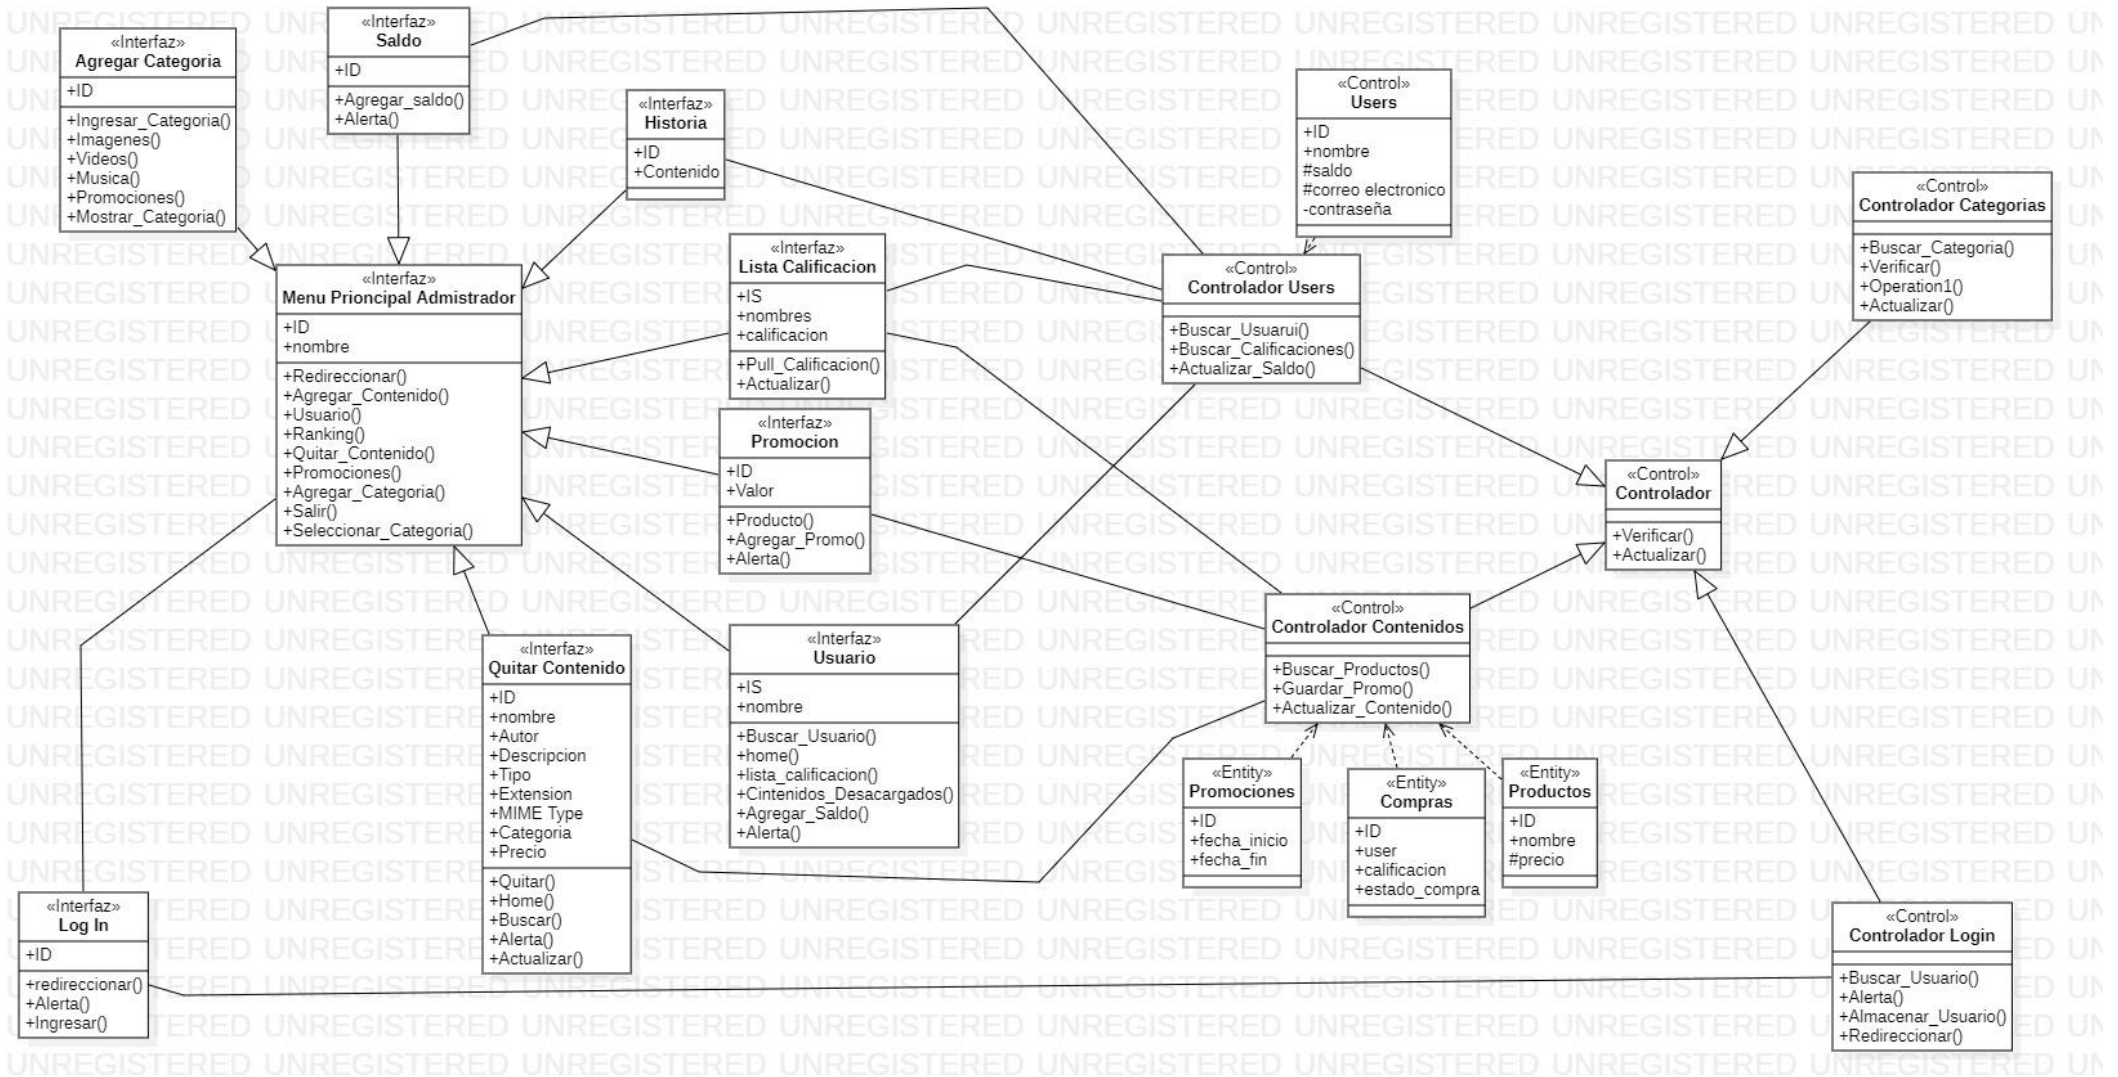 «Interfaz»
Agregar Categoria
+ID
+Ingresar_Categoria()
+Imagenes()
+Videos()
+Musica()
+Promociones()
+Mostrar_Categoria()
«Interfaz»
Saldo
+ID
+Agregar_saldo()
+Alerta()
«Interfaz»
Historia
+ID
+Contenido
«Control»
Users
+ID
+nombre
#saldo
#correo electronico
-contraseña
«Control»
Controlador Categorias
+Buscar_Categoria()
+Verificar()
+Operation1()
+Actualizar()
«Interfaz»
Menu Prioncipal Admistrador
+ID
+nombre
+Redireccionar()
+Agregar_Contenido()
+Usuario()
+Ranking()
+Quitar_Contenido()
+Promociones()
+Agregar_Categoria()
+Salir()
+Seleccionar_Categoria()
«Interfaz»
Lista Calificacion
+IS
+nombres
+calificacion
+Pull_Calificacion()
+Actualizar()
«Control»
Controlador Users
+Buscar_Usuarui()
+Buscar_Calificaciones()
+Actualizar_Saldo()
«Interfaz»
Promocion
+ID
+Valor
+Producto()
+Agregar_Promo()
+Alerta()
«Control»
Controlador
+Verificar()
+Actualizar()
«Control»
Controlador Contenidos
+Buscar_Productos()
+Guardar_Promo()
+Actualizar_Contenido()
«Interfaz»
Quitar Contenido
+ID
+nombre
+Autor
+Descripcion
+Tipo
+Extension
+MIME Type
+Categoria
+Precio
+Quitar()
+Home()
+Buscar()
+Alerta()
+Actualizar()
«Interfaz»
Usuario
+IS
+nombre
+Buscar_Usuario()
+home()
+lista_calificacion()
+Cintenidos_Desacargados()
+Agregar_Saldo()
+Alerta()
«Entity»
Promociones
+ID
+fecha_inicio
+fecha_fin
«Entity»
Compras
+ID
+user
+calificacion
+estado_compra
«Entity»
Productos
+ID
+nombre
#precio
«Interfaz»
Log In
+ID
+redireccionar()
+Alerta()
+Ingresar()
«Control»
Controlador Login
+Buscar_Usuario()
+Alerta()
+Almacenar_Usuario()
+Redireccionar()
UNREGISTERED